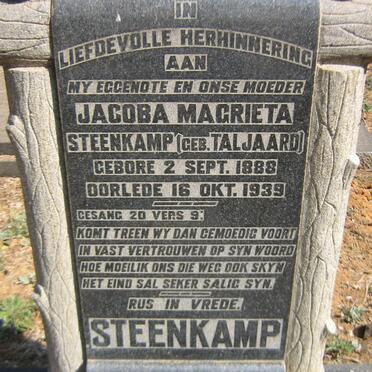 IN
LIEFDEVOLLE HERHINNERING
AAN
MY EGGENOTE EN ONSE MOEDER
JACOBA MAGRIETA
STEENKAMP (GEB. TALJAARD)
GEBORE 2 SEPT. 1888
OORLEDE 16 OKT. 1939
GESANG 20 VERS 9:
KOMT TREEN WY DAN GEMOEDIG VOORT
IN VAST VERTROUWEN OP SYN WOORD
HOE MOEILIK ONS DIE WEG OOK SKYN
HET EIND SAL SEKER SALIG SYN.
RUS IN VREDE.
STEENKAMP